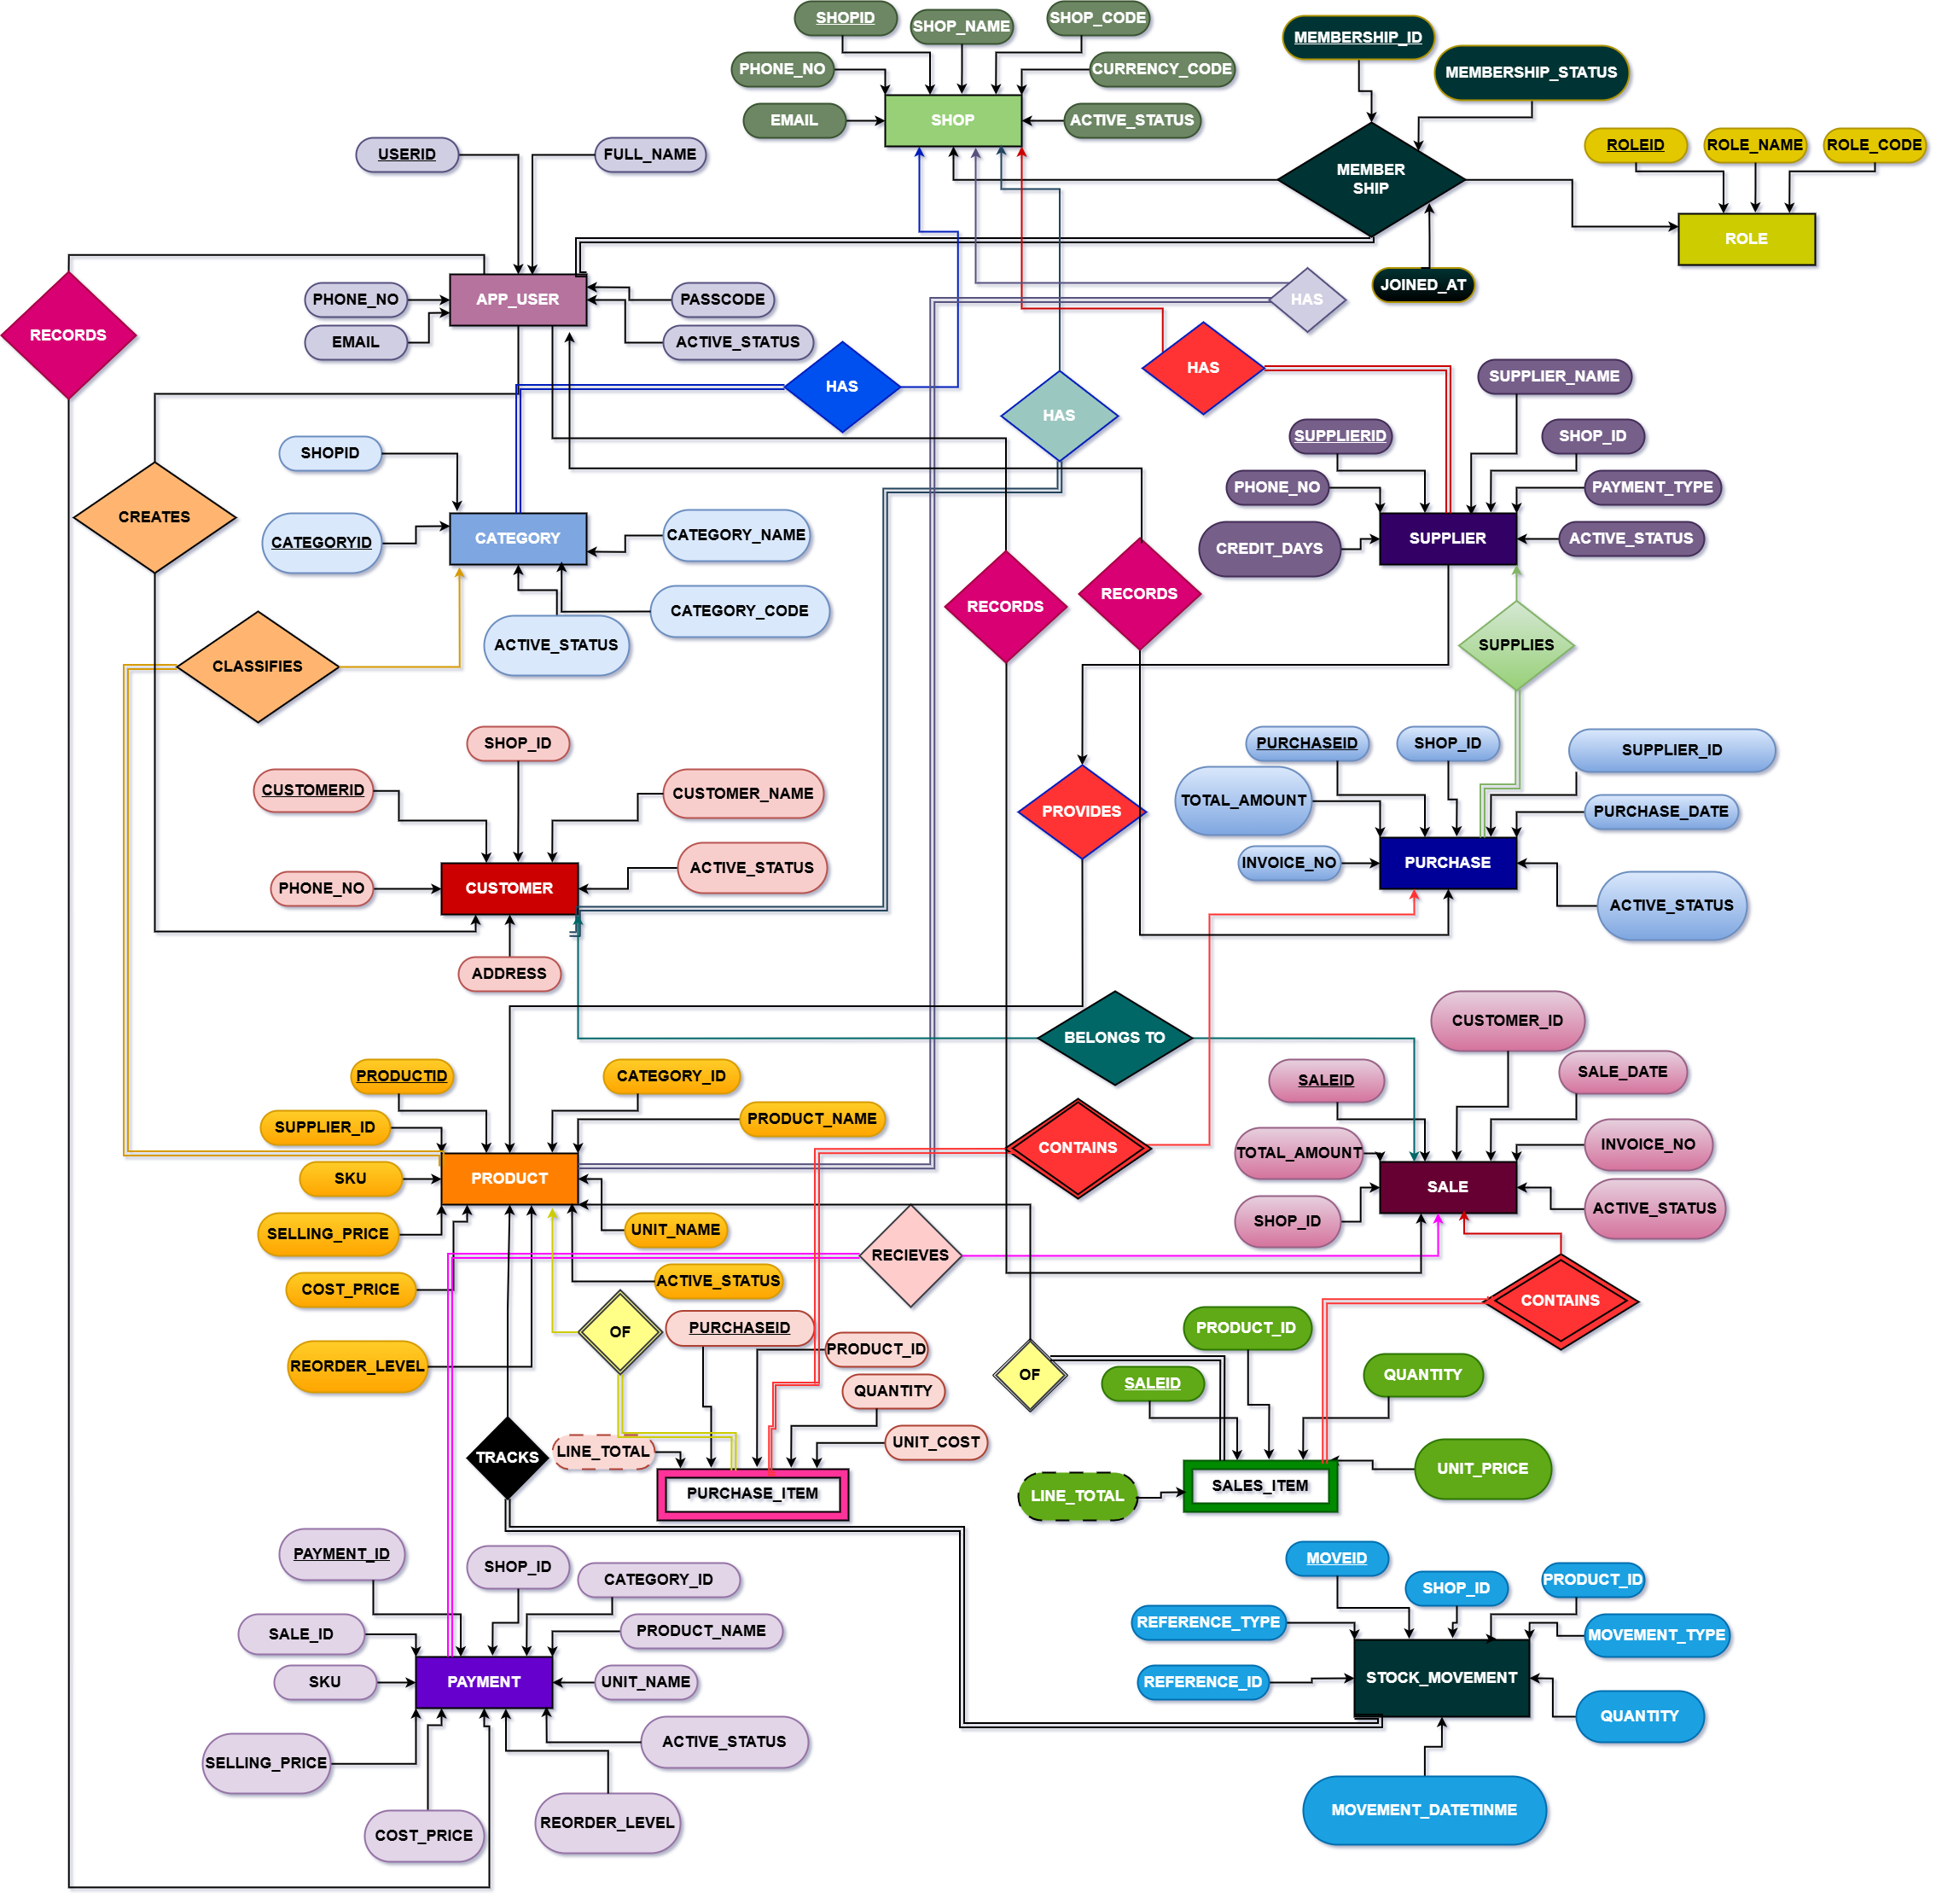 SHOPID
SHOP_NAME
SHOP_CODE
PHONE_NO
CURRENCY_CODE
EMAIL
SHOP
ACTIVE_STATUS
MEMBERSHIP_ID
MEMBERSHIP_STATUS
MEMBER
SHIP
JOINED_AT
ROLEID
ROLE_NAME
ROLE_CODE
ROLE
USERID
FULL_NAME
PHONE_NO
APP_USER
PASSCODE
EMAIL
ACTIVE_STATUS
RECORDS
HAS
HAS
HAS
HAS
SUPPLIER_NAME
SUPPLIERID
SHOP_ID
PHONE_NO
PAYMENT_TYPE
CREDIT_DAYS
SUPPLIER
ACTIVE_STATUS
SHOPID
CREATES
CATEGORYID
CATEGORY
CATEGORY_NAME
CATEGORY_CODE
ACTIVE_STATUS
CLASSIFIES
RECORDS
RECORDS
SUPPLIES
SHOP_ID
CUSTOMERID
CUSTOMER_NAME
PHONE_NO
CUSTOMER
ACTIVE_STATUS
ADDRESS
PROVIDES
PURCHASEID
SHOP_ID
SUPPLIER_ID
TOTAL_AMOUNT
PURCHASE_DATE
INVOICE_NO
PURCHASE
ACTIVE_STATUS
BELONGS TO
CUSTOMER_ID
SALEID
SALE_DATE
TOTAL_AMOUNT
INVOICE_NO
SALE
SHOP_ID
ACTIVE_STATUS
CONTAINS
PRODUCTID
CATEGORY_ID
SUPPLIER_ID
PRODUCT_NAME
SKU
PRODUCT
SELLING_PRICE
UNIT_NAME
COST_PRICE
ACTIVE_STATUS
REORDER_LEVEL
RECIEVES
CONTAINS
OF
PURCHASEID
PRODUCT_ID
QUANTITY
LINE_TOTAL
UNIT_COST
PURCHASE_ITEM
TRACKS
OF
PRODUCT_ID
SALEID
QUANTITY
UNIT_PRICE
LINE_TOTAL
SALES_ITEM
PAYMENT_ID
SHOP_ID
CATEGORY_ID
SALE_ID
PRODUCT_NAME
SKU
PAYMENT
UNIT_NAME
SELLING_PRICE
ACTIVE_STATUS
COST_PRICE
REORDER_LEVEL
MOVEID
SHOP_ID
PRODUCT_ID
REFERENCE_TYPE
MOVEMENT_TYPE
REFERENCE_ID
STOCK_MOVEMENT
QUANTITY
MOVEMENT_DATETINME